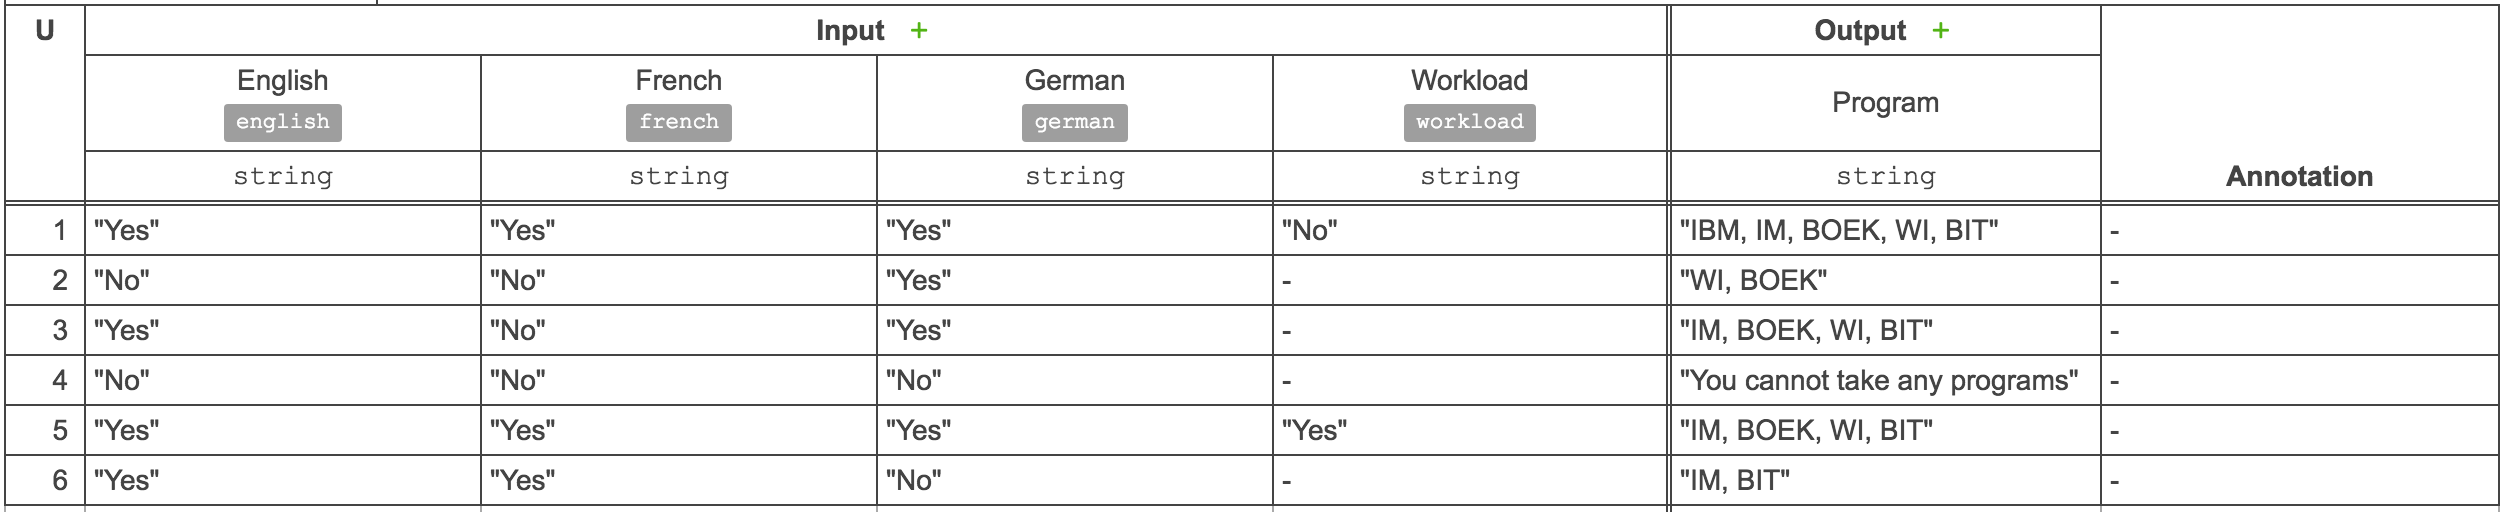 U Input + Output +
English French German Workload Program
english french german workload
string string string string string Annotation
1 "Yes" "Yes" "Yes" "No" "IBM, IM, BOEK, WI, BIT" -
2 "No" "No" "Yes" - "WI, BOEK" -
3 "Yes" "No" "Yes" - "IM, BOEK, WI, BIT" -
4 "No" "No" "No" - "You cannot take any programs" -
5 "Yes" "Yes" "Yes" "Yes" "IM, BOEK, WI, BIT" -
6 "Yes" "Yes" "No" - "IM, BIT" -